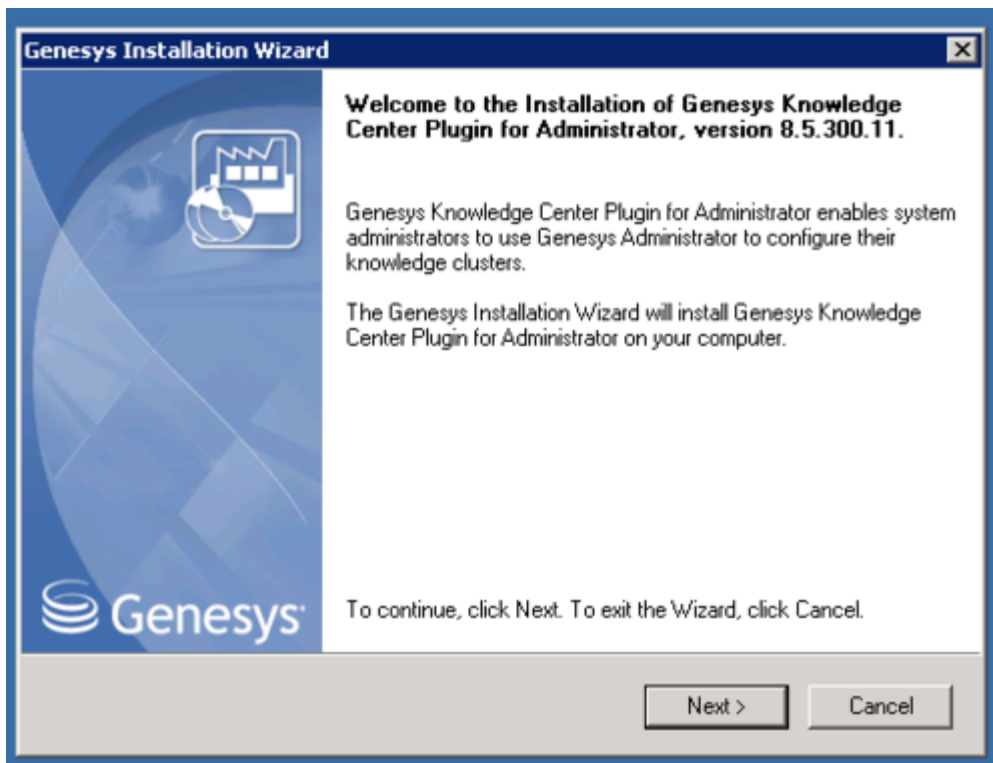 Genesys Installation Wizard
Welcome to the Installation of Genesys Knowledge
Center Plugin for Administrator, version 8.5.300.11.
Genesys Knowledge Center Plugin for Administrator enables system
administrators to use Genesys Administrator to configure their
knowledge clusters.
The Genesys Installation Wizard will install Genesys Knowledge
Center Plugin for Administrator on your computer.
Genesys
To continue, click Next. To exit the Wizard, click Cancel.
Next >
Cancel